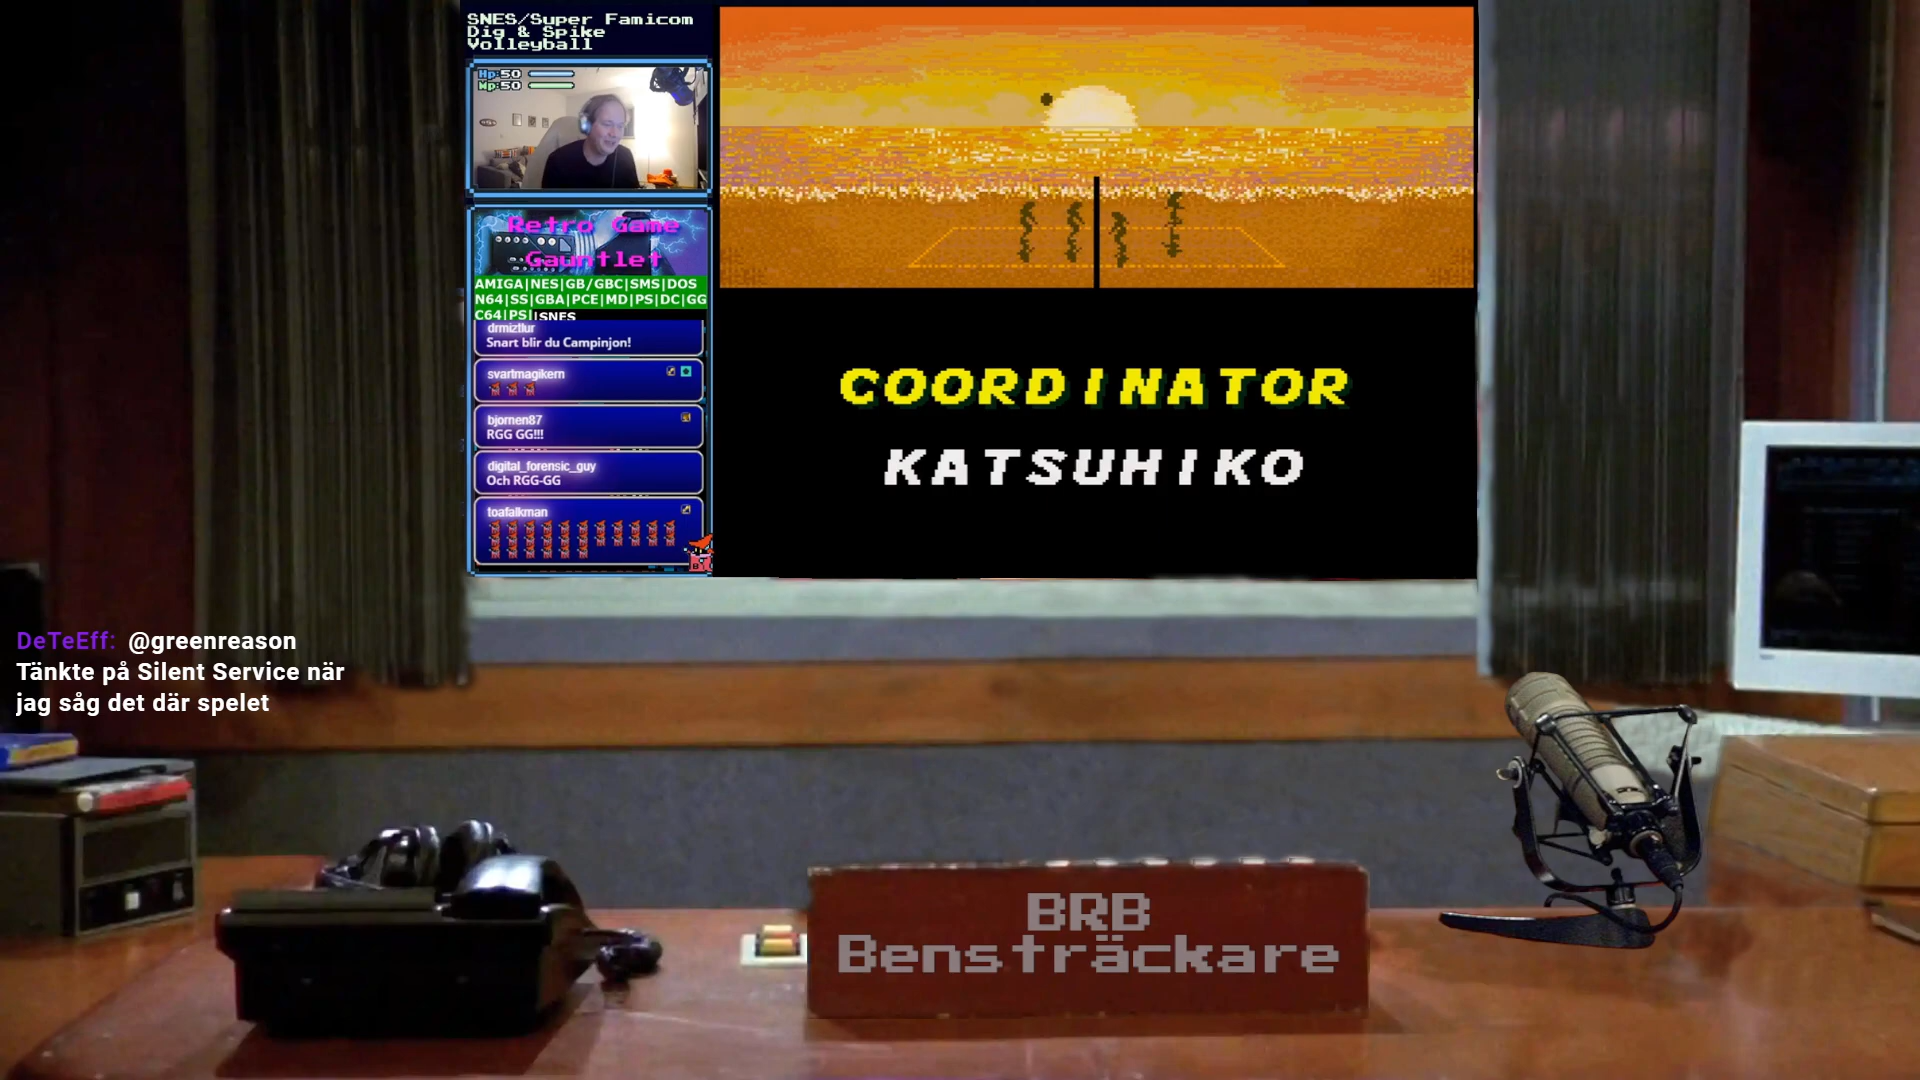 SNES/Super Famicom
Dig & Spike
Volleyball
Hp:50
Mp:50
Retro Game
Gauntlet
AMIGA|NES|GB/GBC|SMS|DOS
N64|SS|GBA|PCE|MD|PS|DC|GG
C64|PS||SNES
drmiztlur
Snart blir du Campinjon!
svartmagikern
bjornen87
RGG GG!!!
digital_forensic_guy
Och RGG-GG
toafalkman
COORDINATOR
KATSUHIKO
DeTeEff: @greenreason
Tänkte på Silent Service när
jag såg det där spelet
BRB
Bensträckare